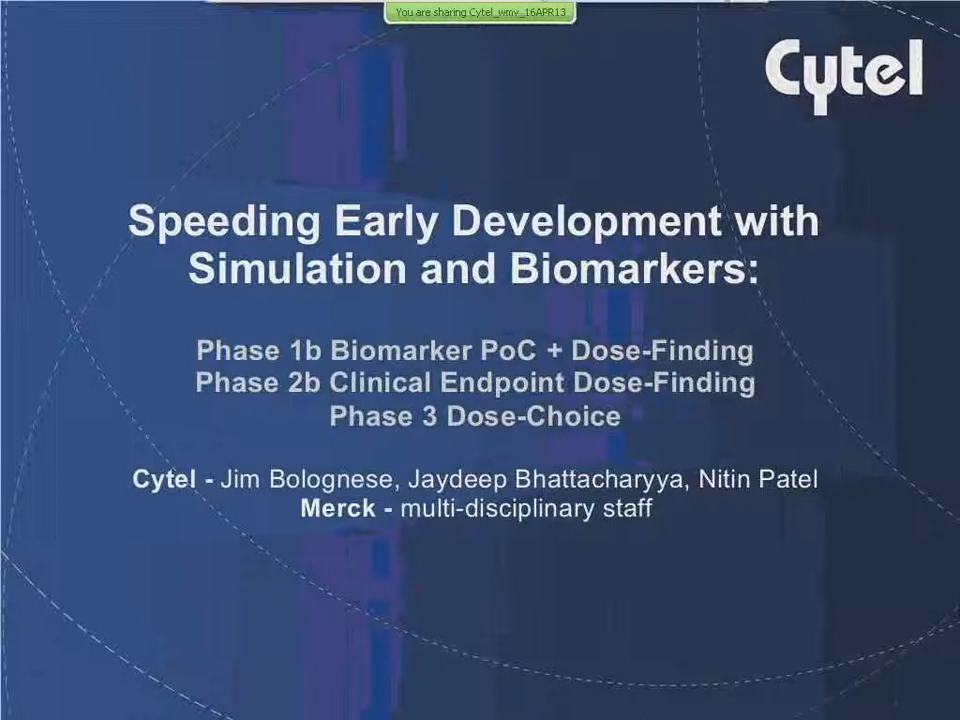 You are sharing Cytel_wmv_16APR13
Cytel
Speeding Early Development with
Simulation and Biomarkers:
Phase 1b Biomarker PoC + Dose-Finding
Phase 2b Clinical Endpoint Dose-Finding
Phase 3 Dose-Choice
Cytel - Jim Bolognese, Jaydeep Bhattacharyya, Nitin Patel
Merck - multi-disciplinary staff